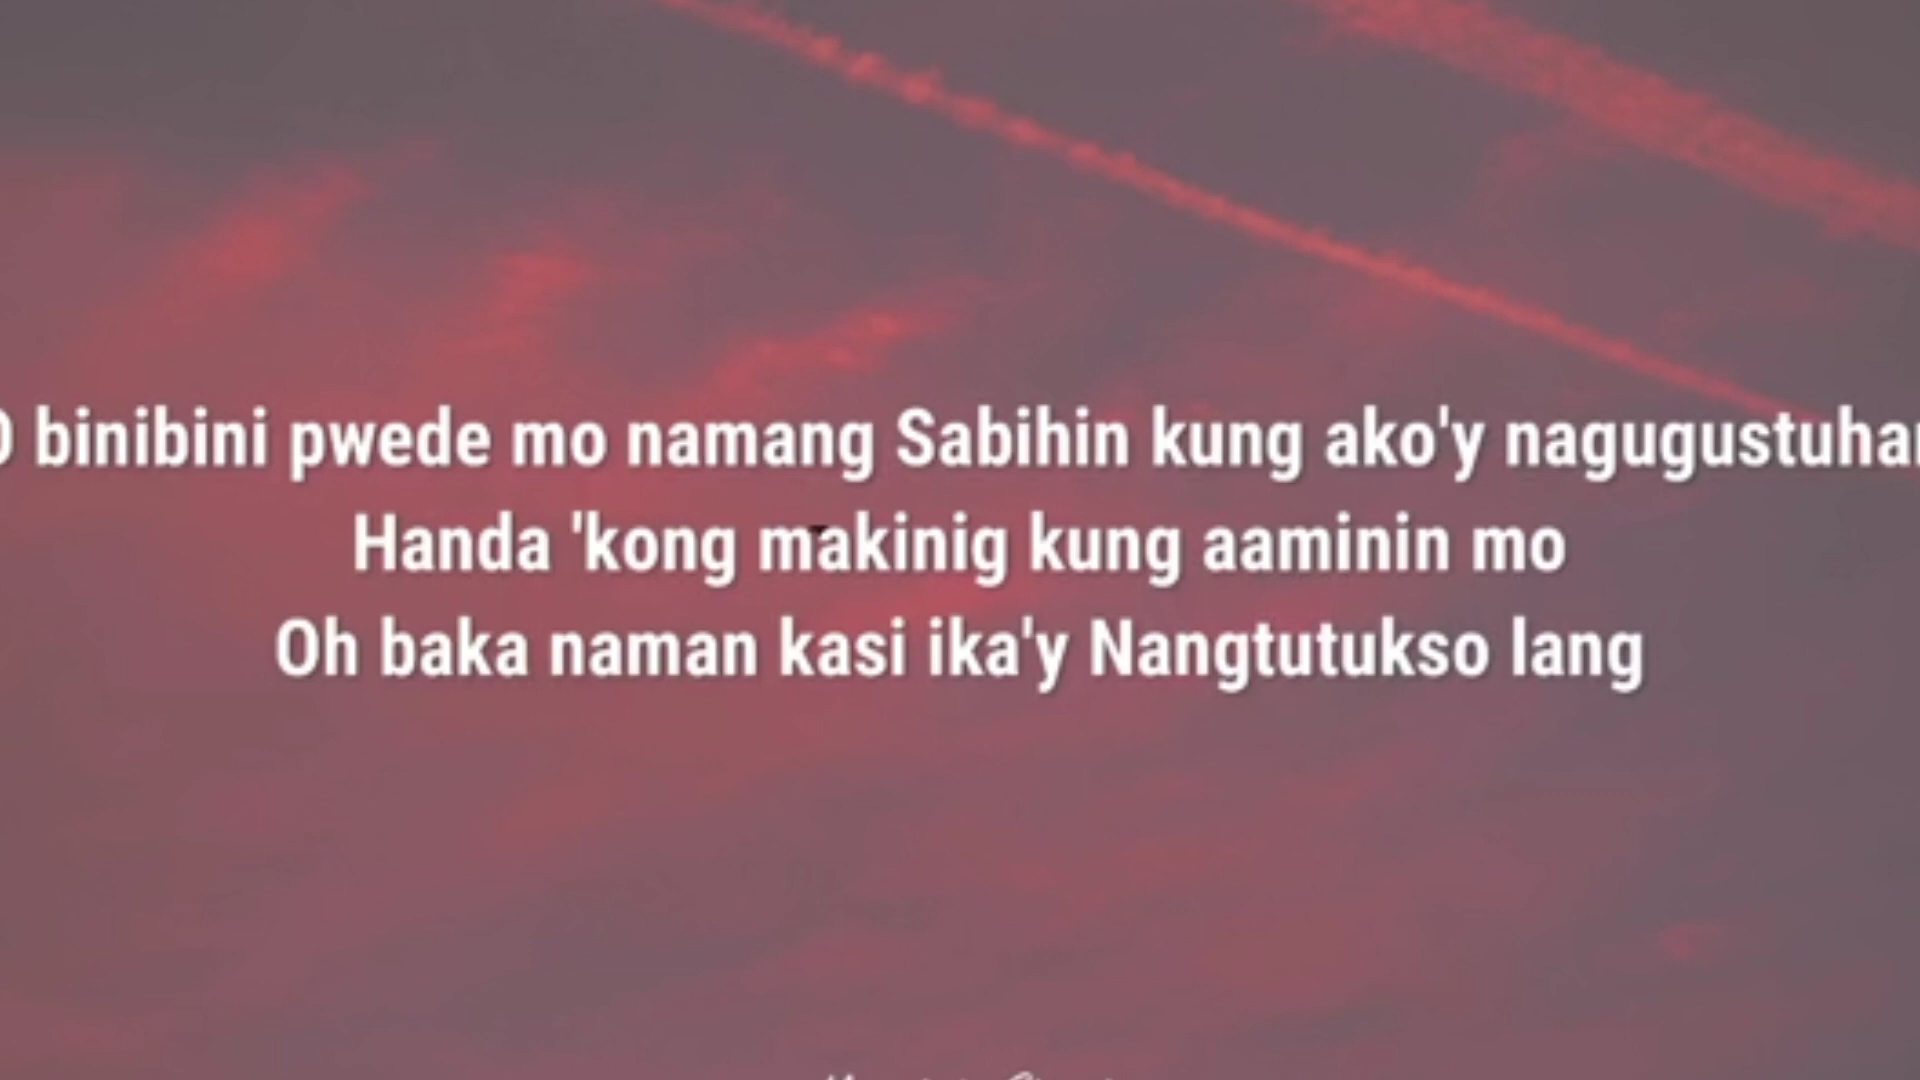 O binibini pwede mo namang Sabihin kung ako'y nagugustuhan
Handa 'kong makinig kung aaminin mo
Oh baka naman kasi ika'y Nangtutukso lang